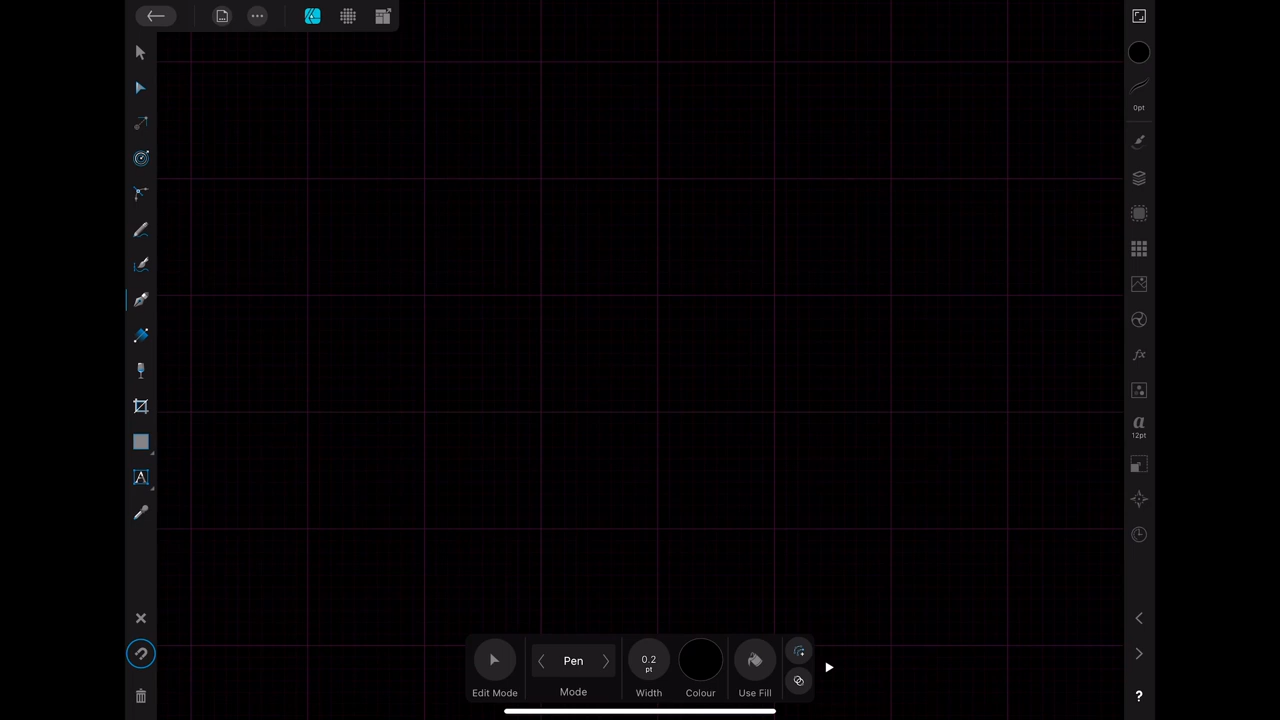 0pt
fx
a
12pt
A
0.2
pt
Pen
Edit Mode
Mode
Width
Colour
Use Fill
?